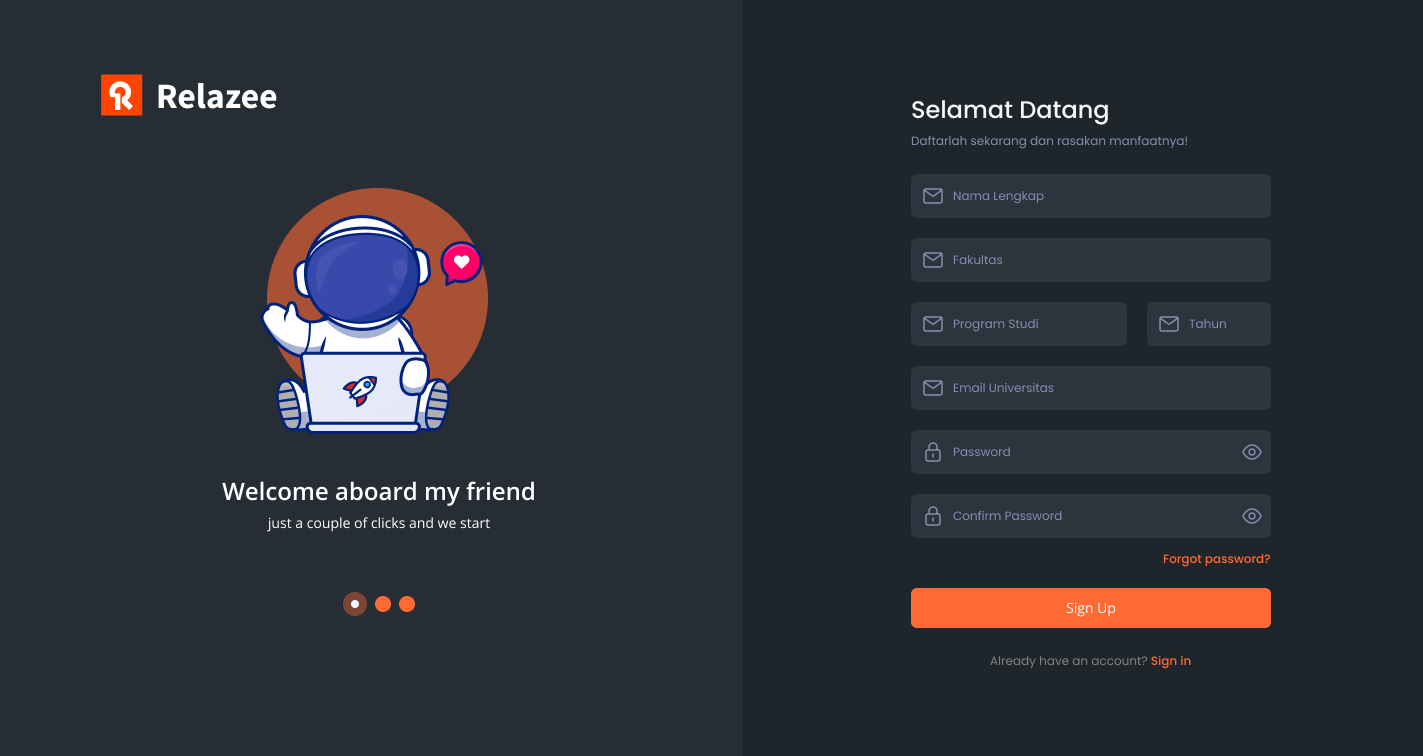 Relazee
Welcome aboard my friend
just a couple of clicks and we start
Selamat Datang
Daftarlah sekarang dan rasakan manfaatnya!
Nama Lengkap
Fakultas
Program Studi
Tahun
Email Universitas
Password
Confirm Password
Forgot password?
Sign Up
Already have an account? Sign in